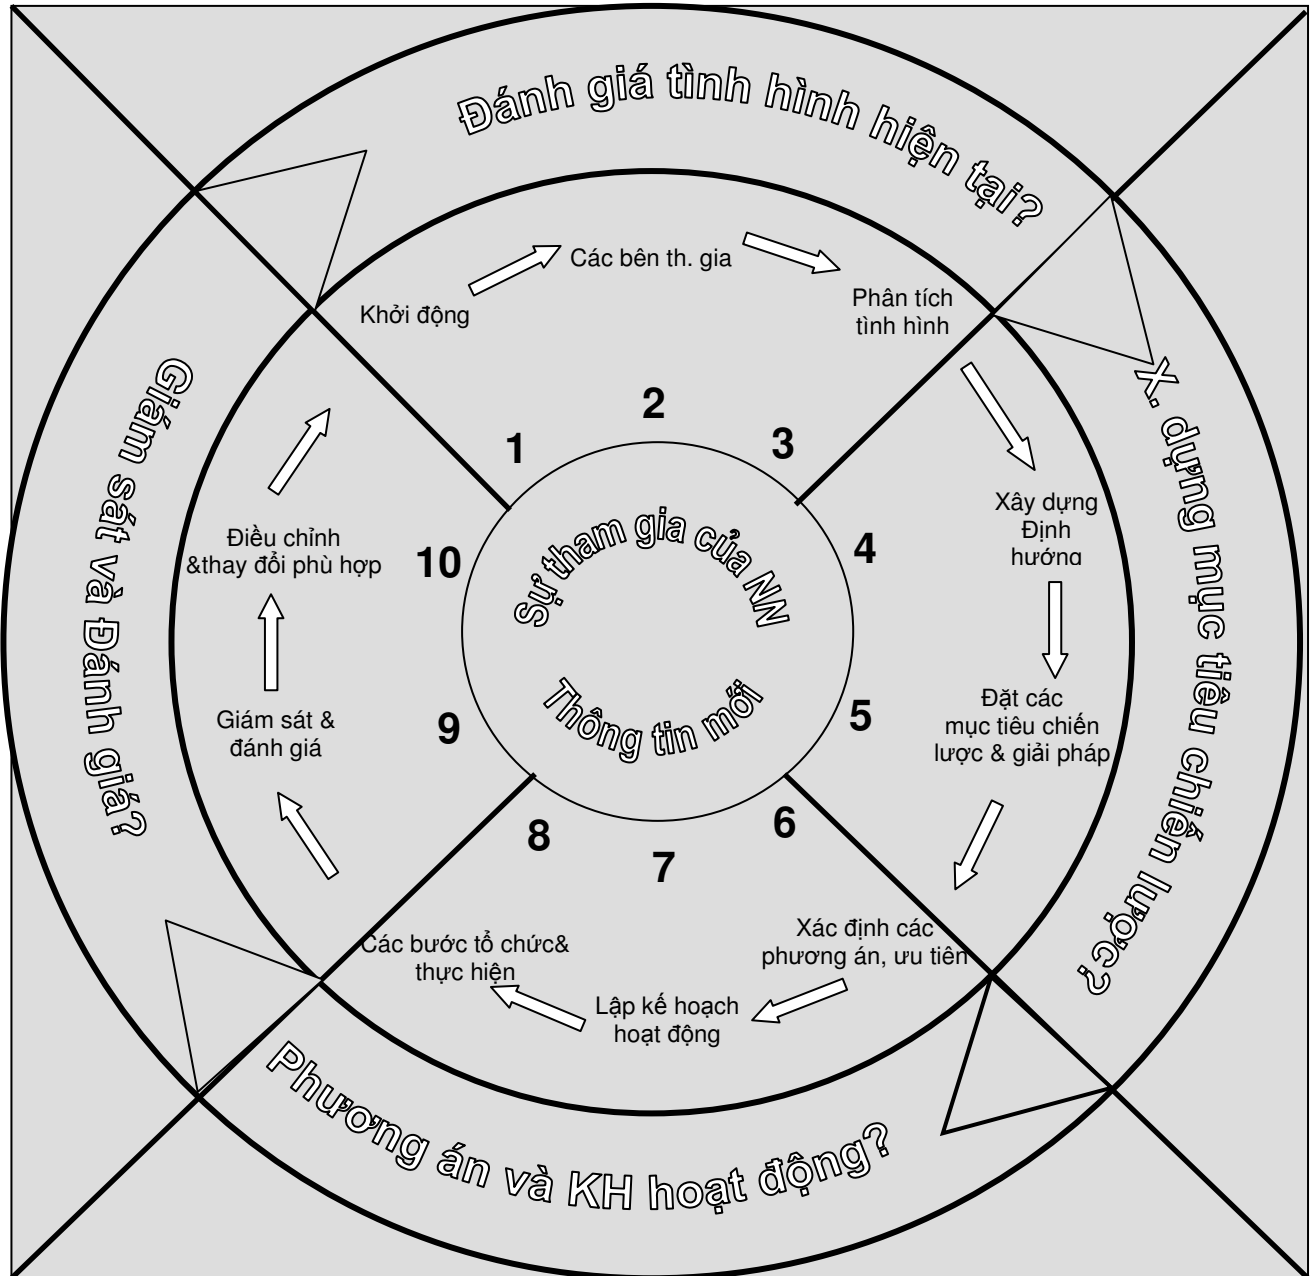 Đánh giá tình hình hiện tại?
Các bên th. gia
Khởi động
Phân tích
tình hình
X. dựng mục tiêu chiến lược?
Giám sát và Đánh giá?
1
2
3
4
5
6
7
8
9
10
Xây dựng
Định
hướng
Đặt các
mục tiêu chiến
lược & giải pháp
Điều chỉnh
&thay đổi phù hợp
Giám sát &
đánh giá
Sự tham gia của NN
Thông tin mới
Xác định các
phương án, ưu tiên
Lập kế hoạch
hoạt động
Các bước tổ chức&
thực hiện
Phương án và KH hoạt động?